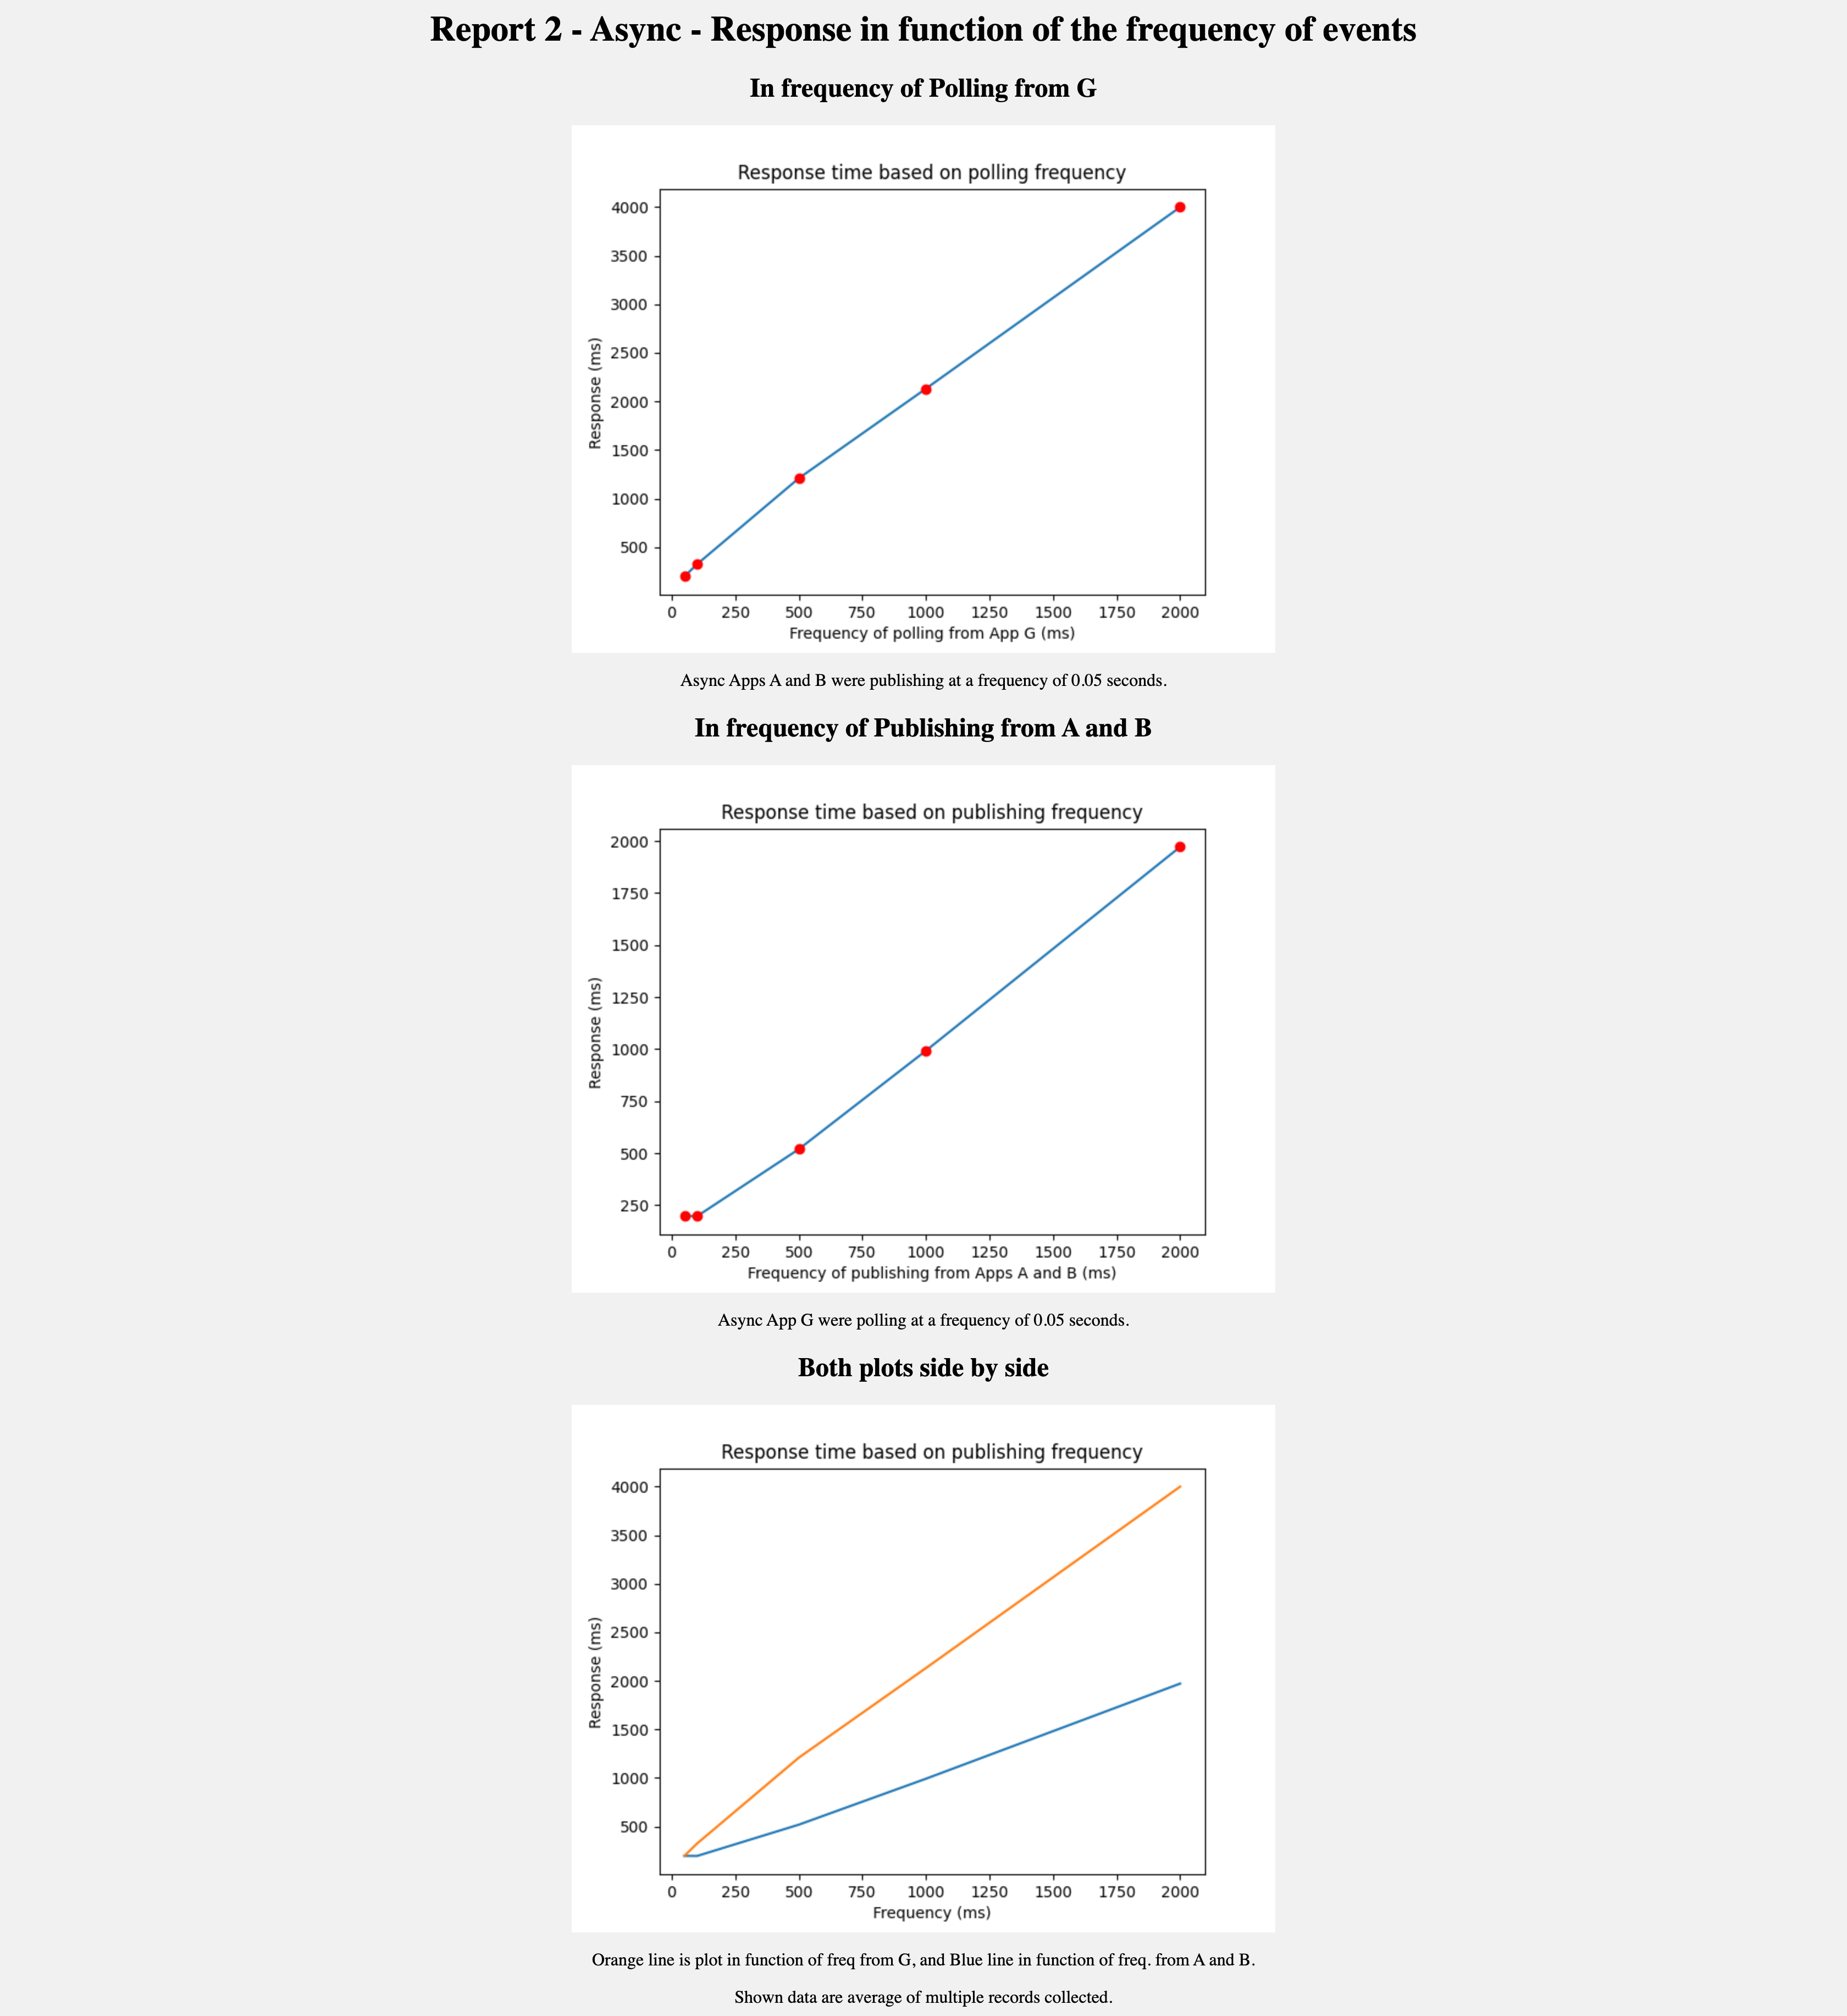 Report 2 - Async - Response in function of the frequency of events
In frequency of Polling from G
Response time based on polling frequency
4000
3500
3000
2500
2000
1500
1000
500
Response (ms)
0 250 500 750 1000 1250 1500 1750 2000
Frequency of polling from App G (ms)
Async Apps A and B were publishing at a frequency of 0.05 seconds.
In frequency of Publishing from A and B
Response time based on publishing frequency
2000
1750
1500
1250
1000
750
500
250
Response (ms)
0 250 500 750 1000 1250 1500 1750 2000
Frequency of publishing from Apps A and B (ms)
Async App G were polling at a frequency of 0.05 seconds.
Both plots side by side
Response time based on publishing frequency
4000
3500
3000
2500
2000
1500
1000
500
Response (ms)
0 250 500 750 1000 1250 1500 1750 2000
Frequency (ms)
Orange line is plot in function of freq from G, and Blue line in function of freq. from A and B.
Shown data are average of multiple records collected.